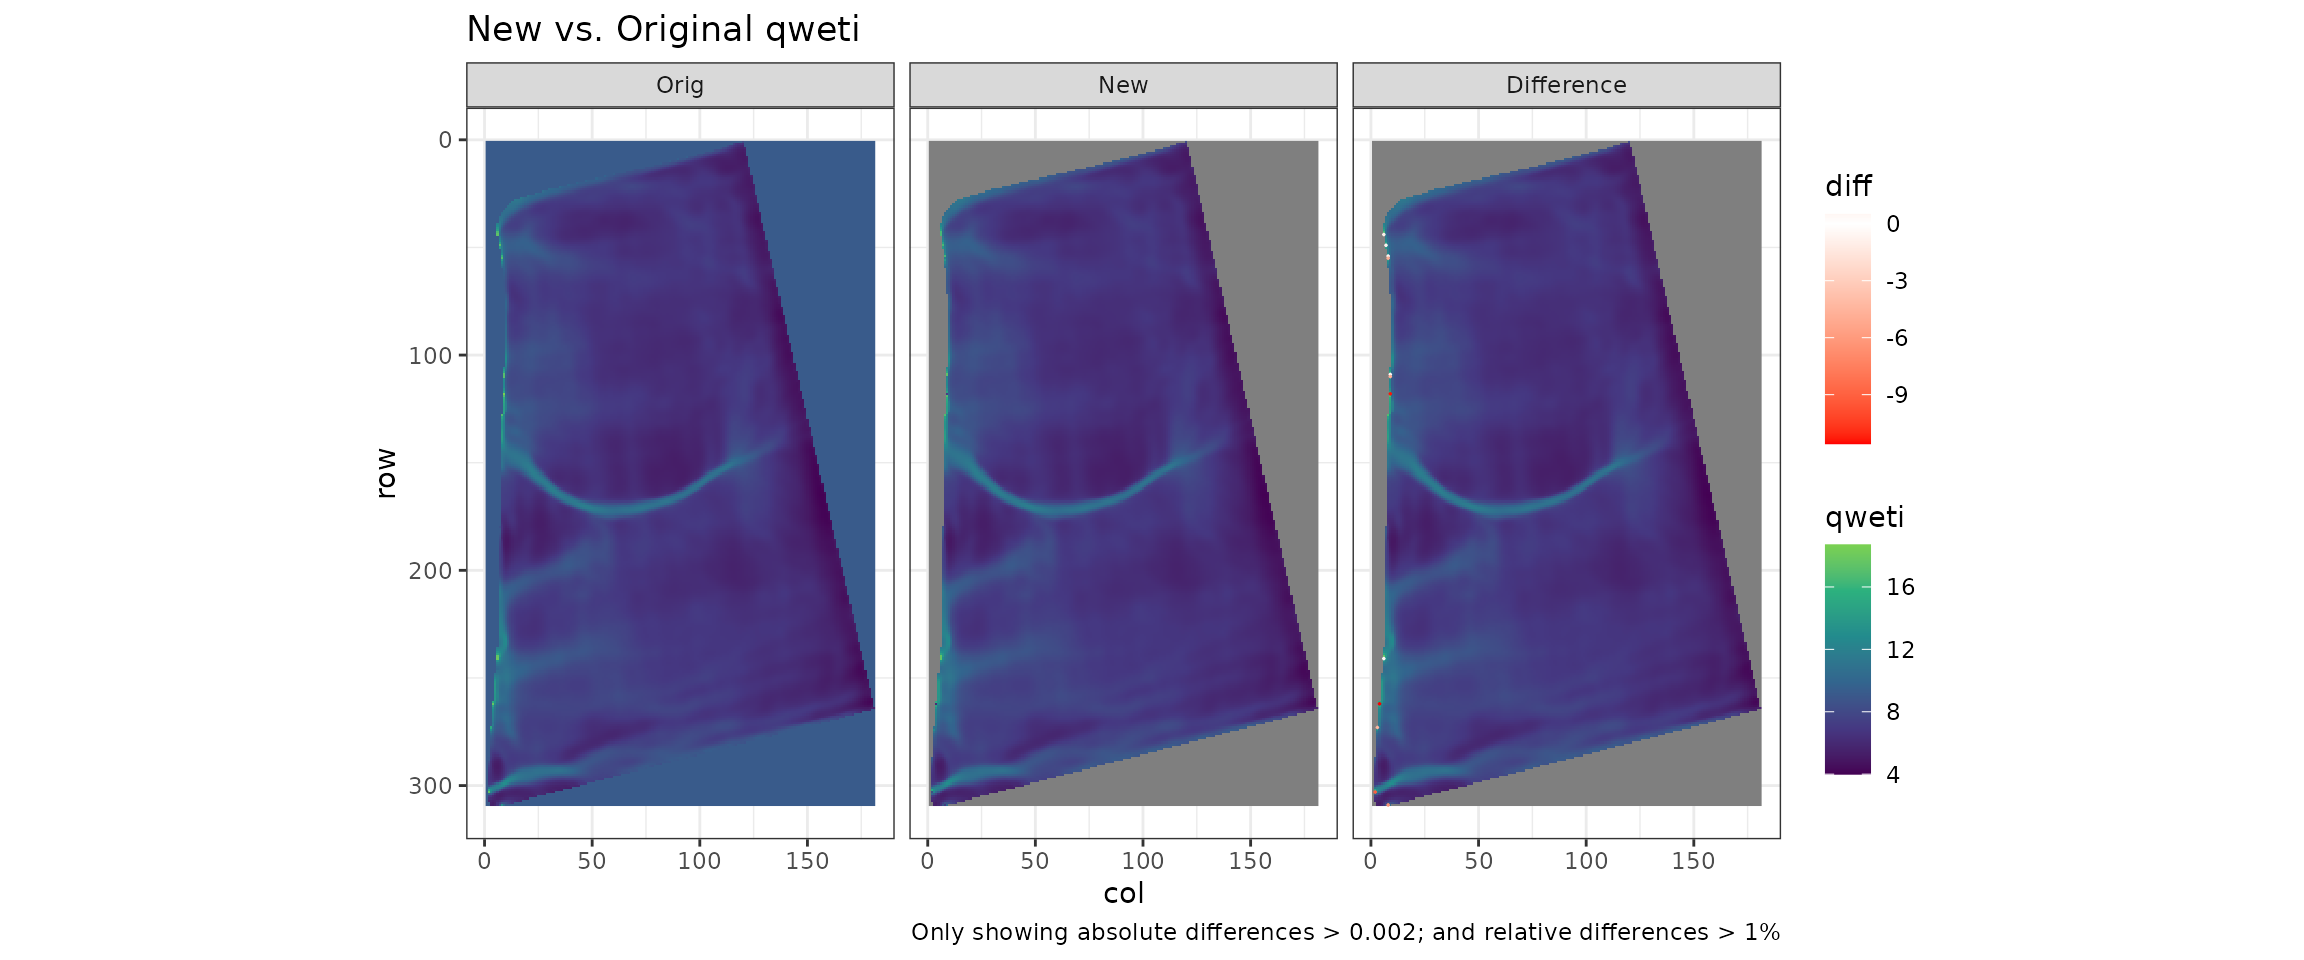 New vs. Original qweti
Orig
New
Difference
0
100
200
300
row
0 50 100 150
0 50 100 150
0 50 100 150
col
diff
0
-3
-6
-9
qweti
16
12
8
4
Only showing absolute differences > 0.002; and relative differences > 1%